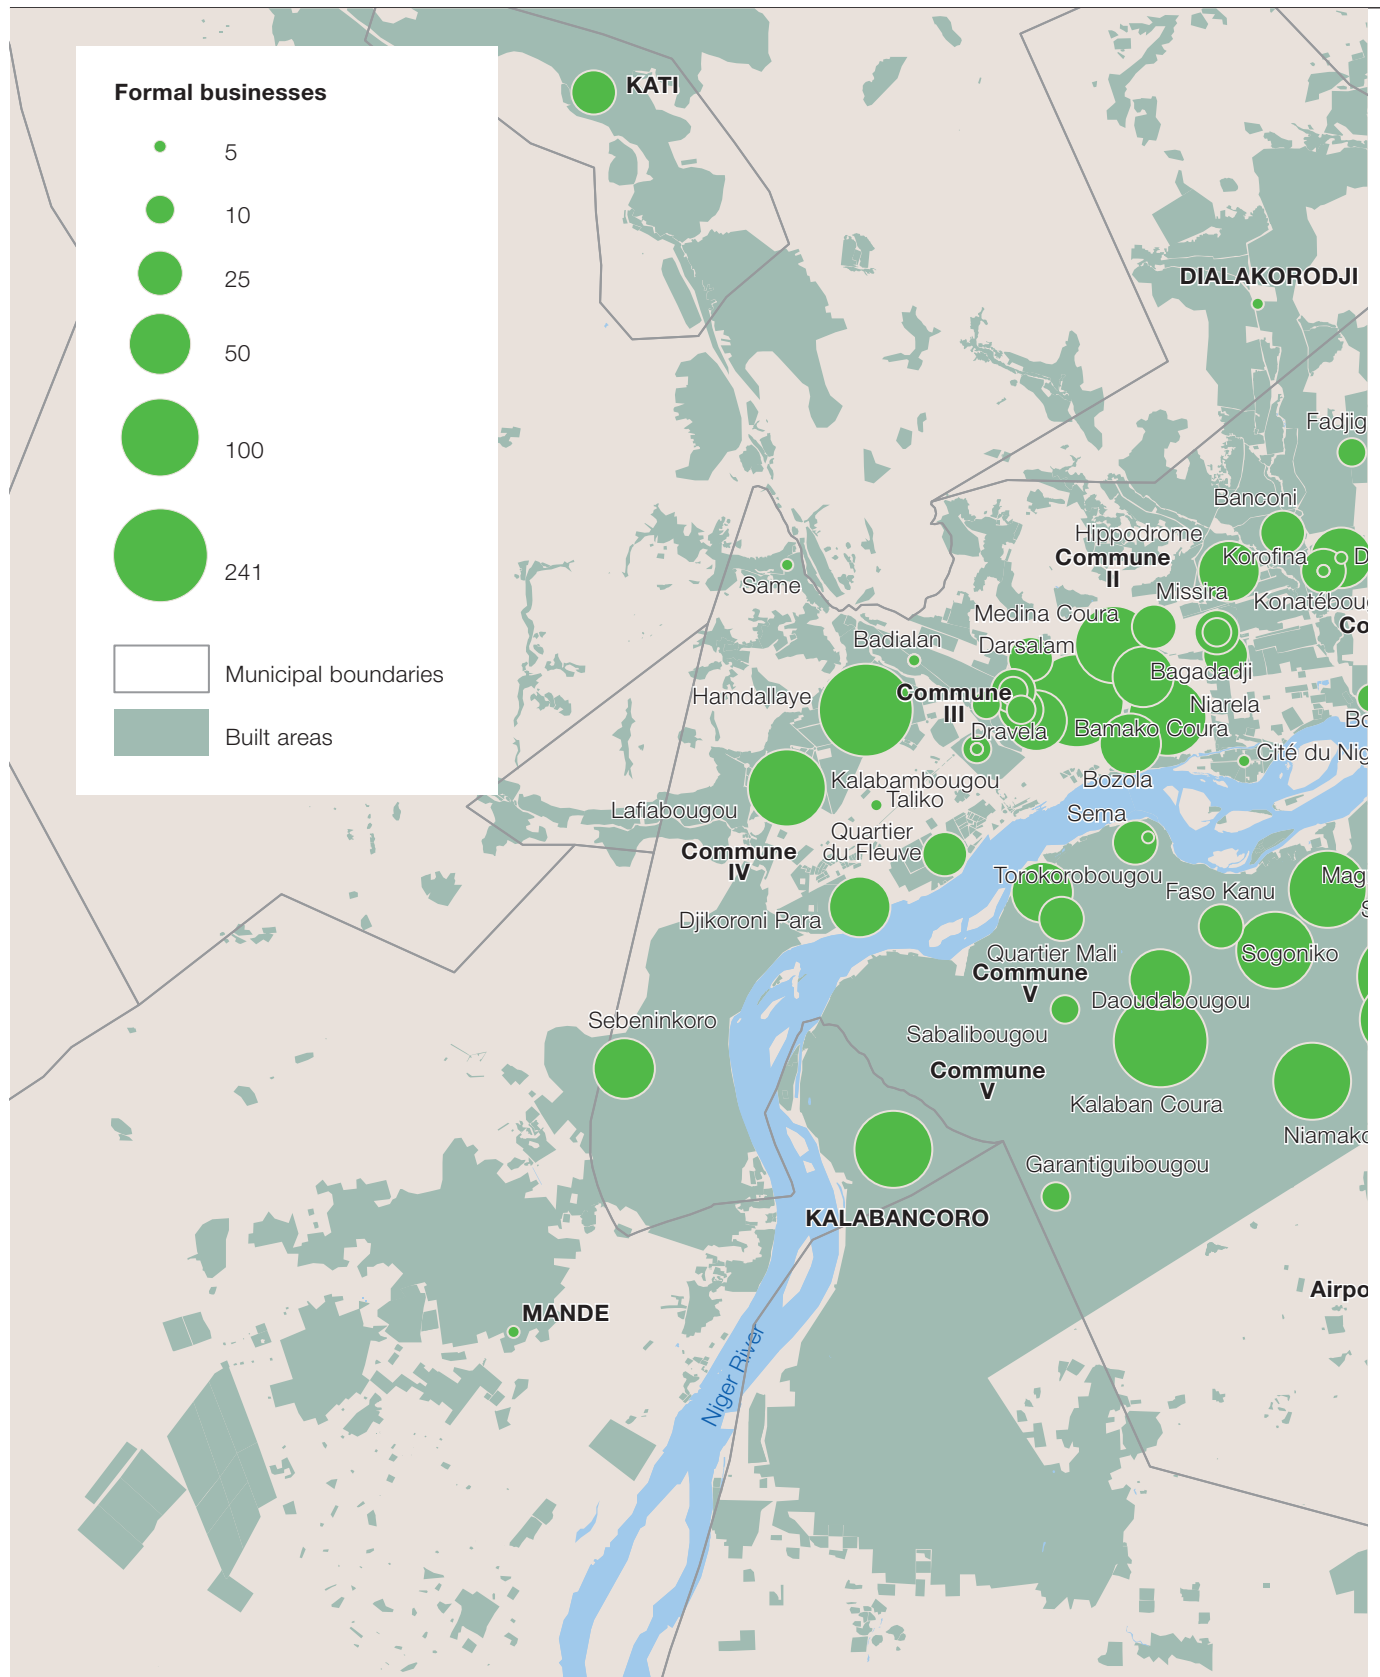 Formal businesses
5
10
25
50
100
241
Municipal boundaries
Built areas
KATI
DIALAKORODJI
Fadjig
Banconi
Hippodrome
Commune
II
Korofina
D
Same
Missira
Konatébou
Co
Medina Coura
Badialan
Darsalam
Bagadadji
Hamdallaye
Commune
III
Niarela
Bo
Dravela
Bamako Coura
Cité du Nig
Kalabambougou
Bozola
Taliko
Lafiabougou
Sema
Quartier
du Fleuve
Commune
IV
Torokorobougou
Mag
Faso Kanu
S
Djikoroni Para
Quartier Mali
Sogoniko
Commune
V
Daoudabougou
Sebeninkoro
Sabalibougou
Commune
V
Kalaban Coura
Niamako
Garantiguibougou
KALABANCORO
Airpo
MANDE
Niger River